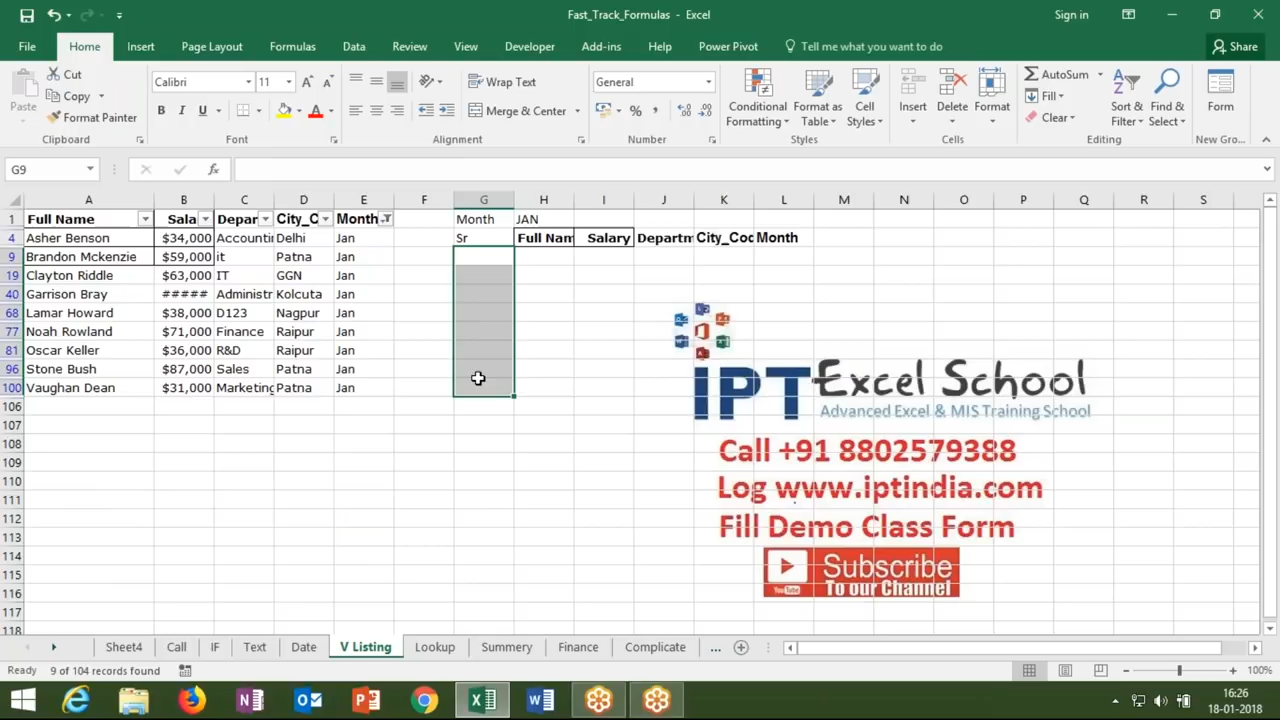 Fast_Track_Formulas - Excel
Sign in
File Home Insert Page Layout Formulas Data Review View Developer Add-ins Help Power Pivot Tell me what you want to do Share
Paste Cut Copy Format Painter Clipboard
Calibri 11 B I U A Font
Wrap Text Merge & Center Alignment
General % , Number
Conditional Formatting Format as Table Cell Styles Styles
Insert Delete Format Cells
AutoSum Fill Clear Sort & Filter Find & Select Editing
Form New Gro...
G9 fx
A B C D E F G H I J K L M N O P Q R S
1 Full Name Sala Depar City_C Month Month JAN
4 Asher Benson $34,000 Accountin Delhi Jan Sr Full Nam Salary Departm City_Coc Month
9 Brandon Mckenzie $59,000 it Patna Jan
19 Clayton Riddle $63,000 IT GGN Jan
40 Garrison Bray ##### Administr Kolcuta Jan
68 Lamar Howard $38,000 D123 Nagpur Jan
77 Noah Rowland $71,000 Finance Raipur Jan
81 Oscar Keller $36,000 R&D Raipur Jan
96 Stone Bush $87,000 Sales Patna Jan
100 Vaughan Dean $31,000 Marketing Patna Jan
106
107
108
109
110
111
112
113
114
115
116
117
118
IPT Excel School
Advanced Excel & MIS Training School
Call +91 8802579388
Log www.iptindia.com
Fill Demo Class Form
Subscribe
YouTube To our Channel
Sheet4 Call IF Text Date V Listing Lookup Summery Finance Complicate ...
Ready 9 of 104 records found 100%
16:26
18-01-2018